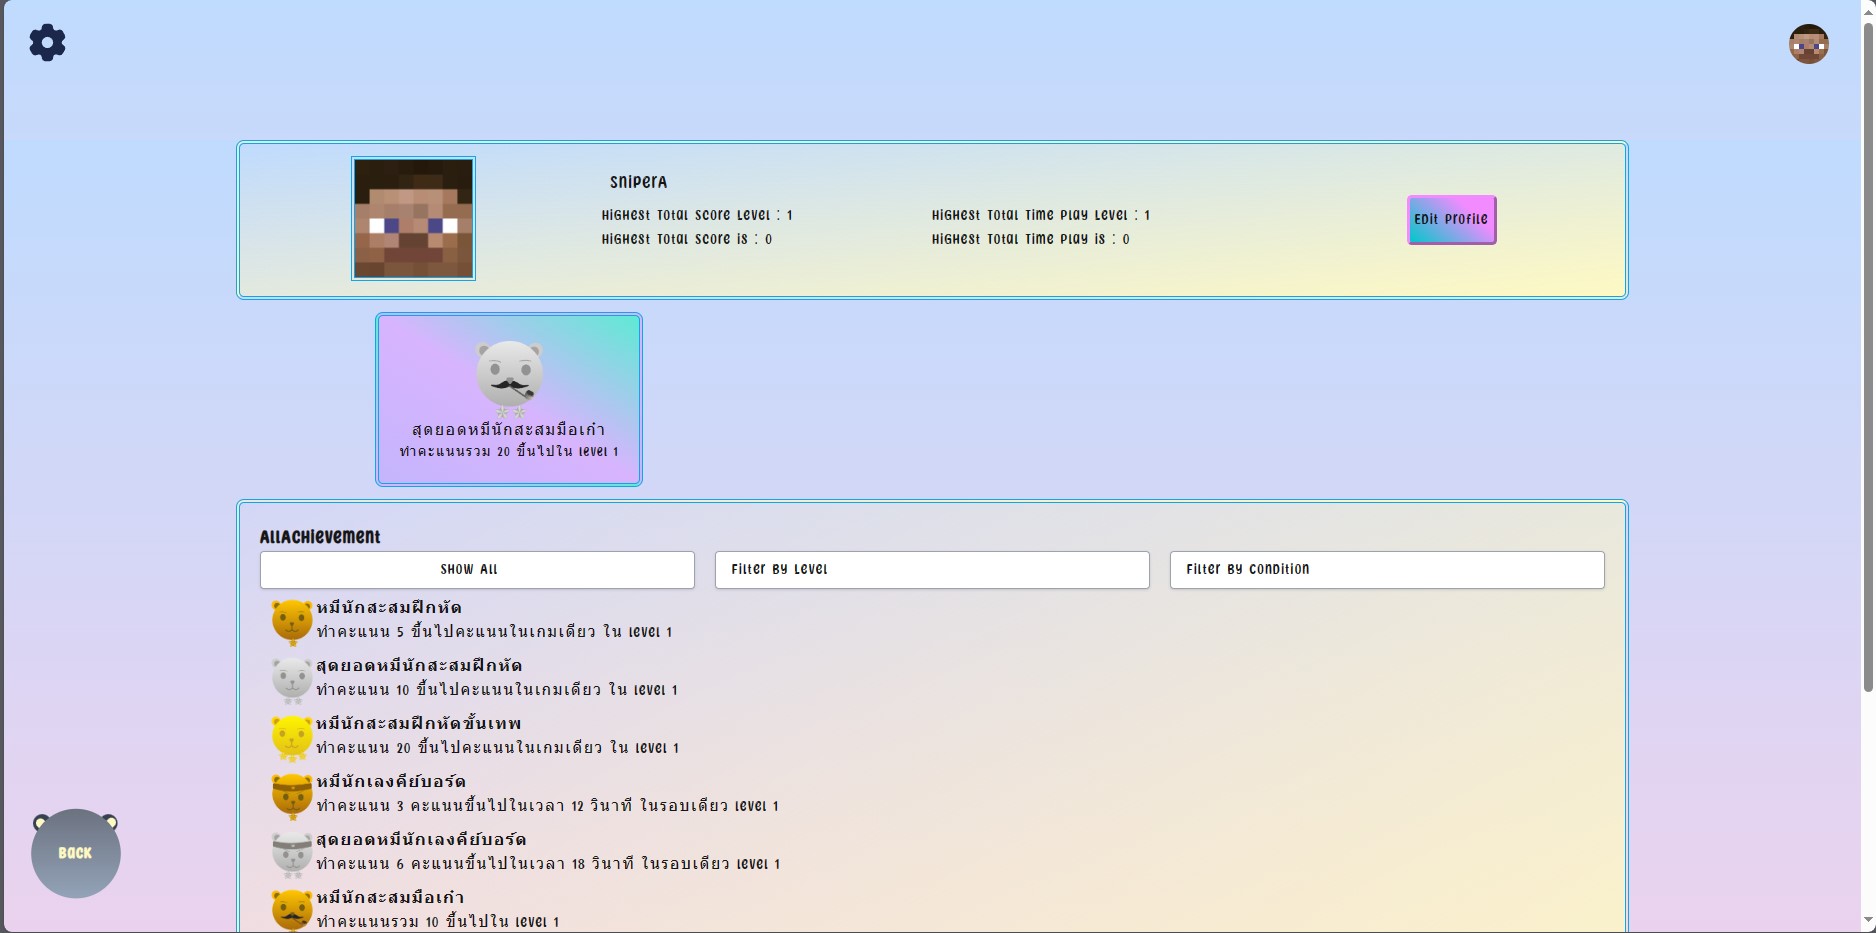 SniperA
Highest Total Score Level : 1
Highest Total Time Play Level : 1
Highest Total Score is : 0
Highest Total Time Play is : 0
Edit Profile
สุดยอดหมีนักสะสมมือเก๋า
ทำคะแนนรวม 20 ขึ้นไปใน level 1
AllAchievement
Show All
Filter By Level
Filter By Condition
หมีนักสะสมฝึกหัด
ทำคะแนน 5 ขึ้นไปคะแนนในเกมเดียว ใน level 1
สุดยอดหมีนักสะสมฝึกหัด
ทำคะแนน 10 ขึ้นไปคะแนนในเกมเดียว ใน level 1
หมีนักสะสมฝึกหัดขั้นเทพ
ทำคะแนน 20 ขึ้นไปคะแนนในเกมเดียว ใน level 1
หมีนักเลงคีย์บอร์ด
ทำคะแนน 3 คะแนนขึ้นไปในเวลา 12 วินาที ในรอบเดียว level 1
สุดยอดหมีนักเลงคีย์บอร์ด
ทำคะแนน 6 คะแนนขึ้นไปในเวลา 18 วินาที ในรอบเดียว level 1
หมีนักสะสมมือเก๋า
ทำคะแนนรวม 10 ขึ้นไปใน level 1
Back